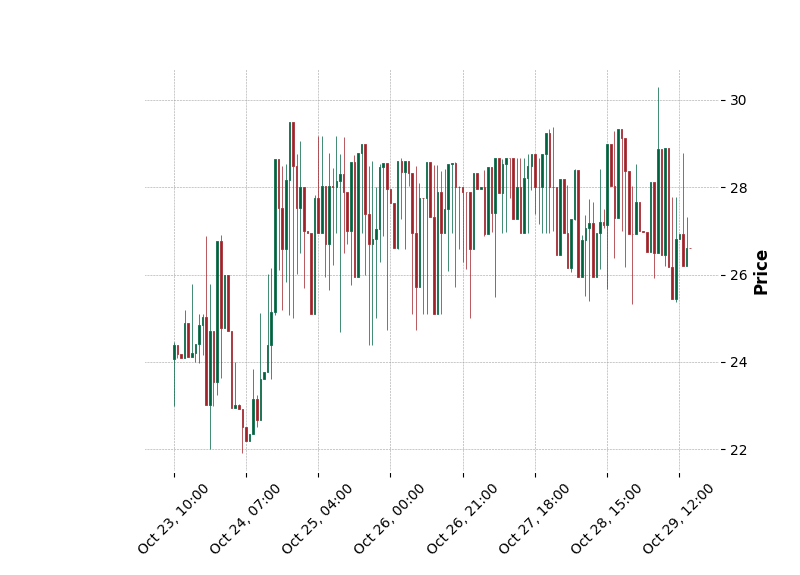 30
28
26
24
22
Price
Oct 23, 10:00
Oct 24, 07:00
Oct 25, 04:00
Oct 26, 00:00
Oct 26, 21:00
Oct 27, 18:00
Oct 28, 15:00
Oct 29, 12:00